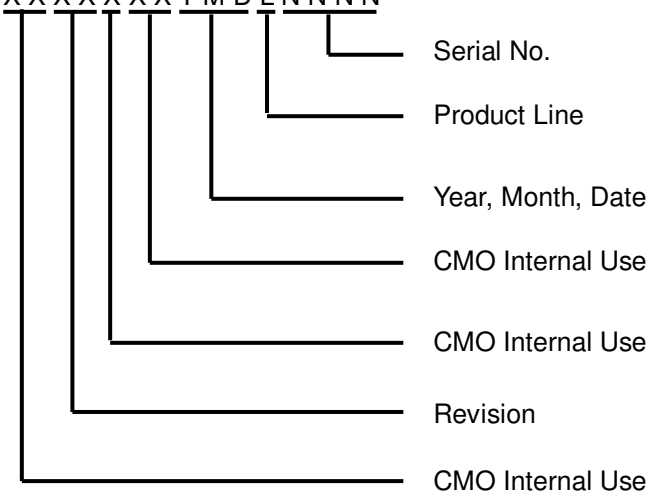 X X X X X X X Y M D L N N N N
Serial No.
Product Line
Year, Month, Date
CMO Internal Use
CMO Internal Use
Revision
CMO Internal Use